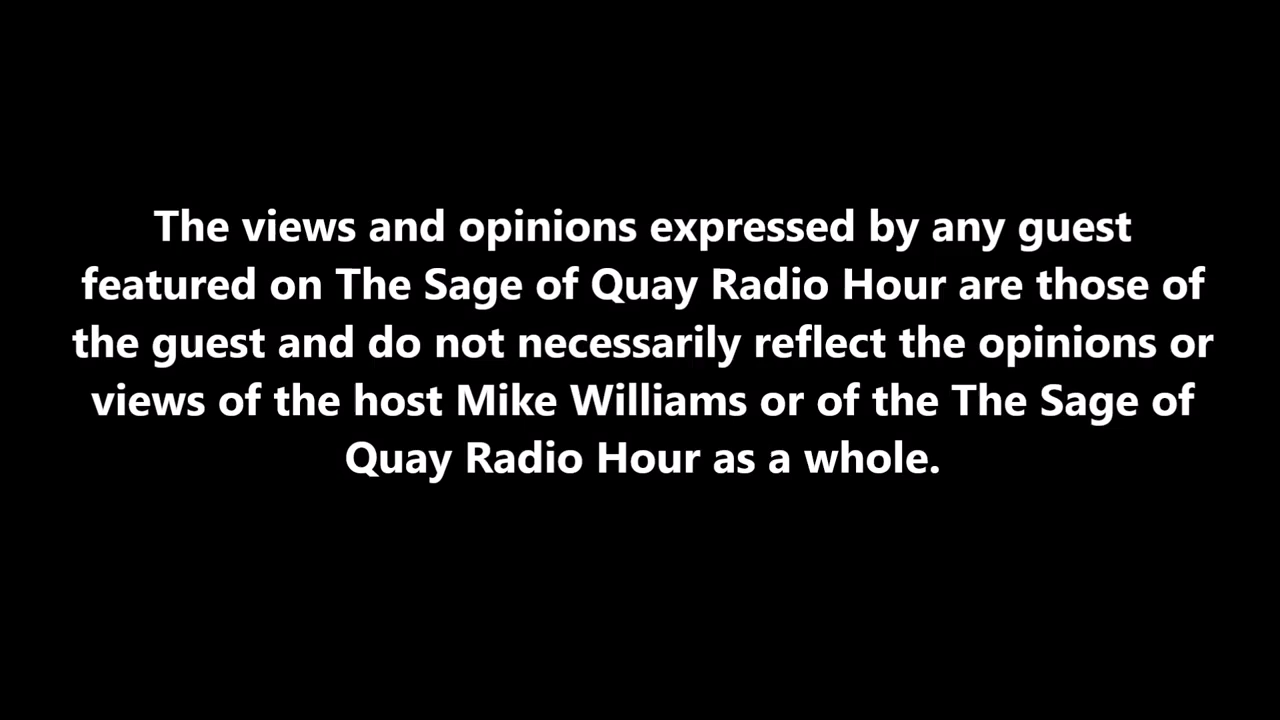 The views and opinions expressed by any guest
featured on The Sage of Quay Radio Hour are those of
the guest and do not necessarily reflect the opinions or
views of the host Mike Williams or of the The Sage of
Quay Radio Hour as a whole.